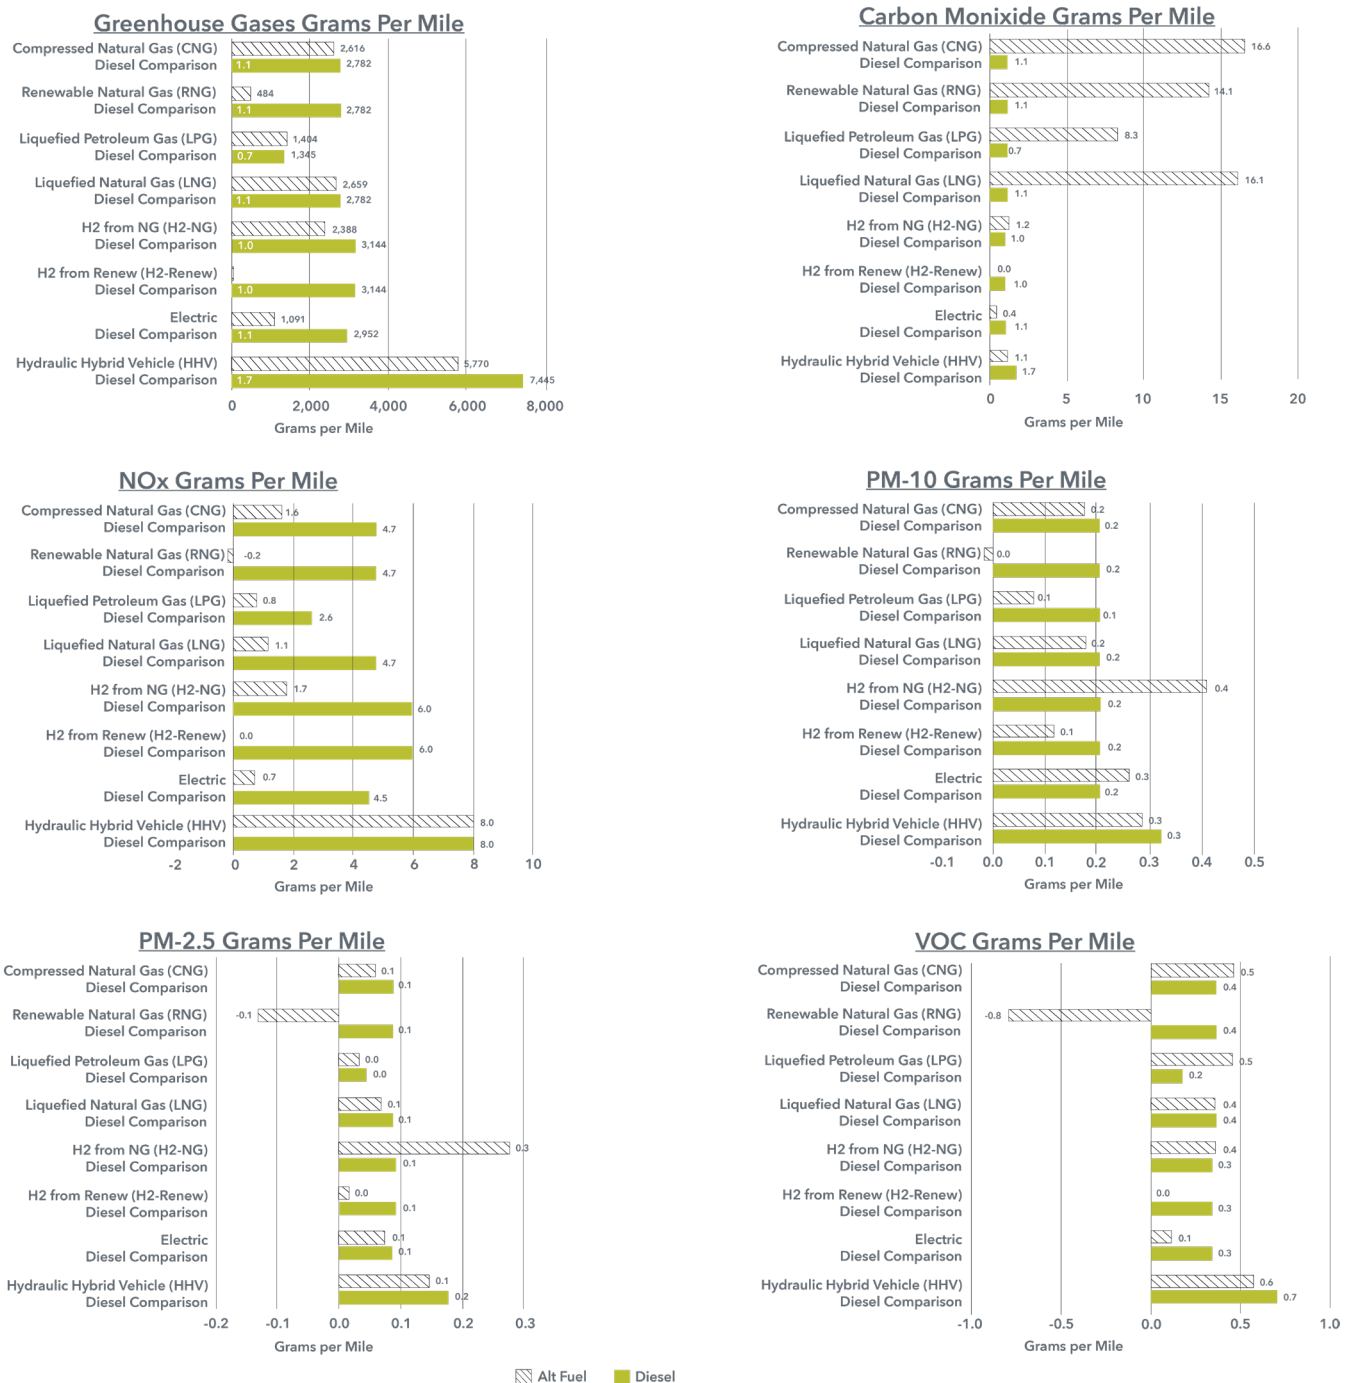 Greenhouse Gases Grams Per Mile
Compressed Natural Gas (CNG) 2,616
Diesel Comparison 1.1 2,782
Renewable Natural Gas (RNG) 484
Diesel Comparison 1.1 2,782
Liquefied Petroleum Gas (LPG) 1,404
Diesel Comparison 0.7 1,345
Liquefied Natural Gas (LNG) 2,659
Diesel Comparison 1.1 2,782
H2 from NG (H2-NG) 2,388
Diesel Comparison 1.0 3,144
H2 from Renew (H2-Renew)
Diesel Comparison 1.0 3,144
Electric 1,091
Diesel Comparison 1.1 2,952
Hydraulic Hybrid Vehicle (HHV) 5,770
Diesel Comparison 1.7 7,445
0 2,000 4,000 6,000 8,000
Grams per Mile
Carbon Monixide Grams Per Mile
Compressed Natural Gas (CNG) 16.6
Diesel Comparison 1.1
Renewable Natural Gas (RNG) 14.1
Diesel Comparison 1.1
Liquefied Petroleum Gas (LPG) 8.3
Diesel Comparison 0.7
Liquefied Natural Gas (LNG) 16.1
Diesel Comparison 1.1
H2 from NG (H2-NG) 1.2
Diesel Comparison 1.0
H2 from Renew (H2-Renew) 0.0
Diesel Comparison 1.0
Electric 0.4
Diesel Comparison 1.1
Hydraulic Hybrid Vehicle (HHV) 1.1
Diesel Comparison 1.7
0 5 10 15 20
Grams per Mile
NOx Grams Per Mile
Compressed Natural Gas (CNG) 1.6
Diesel Comparison 4.7
Renewable Natural Gas (RNG) -0.2
Diesel Comparison 4.7
Liquefied Petroleum Gas (LPG) 0.8
Diesel Comparison 2.6
Liquefied Natural Gas (LNG) 1.1
Diesel Comparison 4.7
H2 from NG (H2-NG) 1.7
Diesel Comparison 6.0
H2 from Renew (H2-Renew) 0.0
Diesel Comparison 6.0
Electric 0.7
Diesel Comparison 4.5
Hydraulic Hybrid Vehicle (HHV) 8.0
Diesel Comparison 8.0
-2 0 2 4 6 8 10
Grams per Mile
PM-10 Grams Per Mile
Compressed Natural Gas (CNG) 0.2
Diesel Comparison 0.2
Renewable Natural Gas (RNG) 0.0
Diesel Comparison 0.2
Liquefied Petroleum Gas (LPG) 0.1
Diesel Comparison 0.1
Liquefied Natural Gas (LNG) 0.2
Diesel Comparison 0.2
H2 from NG (H2-NG) 0.4
Diesel Comparison 0.2
H2 from Renew (H2-Renew) 0.1
Diesel Comparison 0.2
Electric 0.3
Diesel Comparison 0.2
Hydraulic Hybrid Vehicle (HHV) 0.3
Diesel Comparison 0.3
-0.1 0.0 0.1 0.2 0.3 0.4 0.5
Grams per Mile
PM-2.5 Grams Per Mile
Compressed Natural Gas (CNG) 0.1
Diesel Comparison 0.1
Renewable Natural Gas (RNG) -0.1
Diesel Comparison 0.1
Liquefied Petroleum Gas (LPG) 0.0
Diesel Comparison 0.0
Liquefied Natural Gas (LNG) 0.1
Diesel Comparison 0.1
H2 from NG (H2-NG) 0.3
Diesel Comparison 0.1
H2 from Renew (H2-Renew) 0.0
Diesel Comparison 0.1
Electric 0.1
Diesel Comparison 0.1
Hydraulic Hybrid Vehicle (HHV) 0.1
Diesel Comparison 0.2
-0.2 -0.1 0.0 0.1 0.2 0.3
Grams per Mile
VOC Grams Per Mile
Compressed Natural Gas (CNG) 0.5
Diesel Comparison 0.4
Renewable Natural Gas (RNG) -0.8
Diesel Comparison 0.4
Liquefied Petroleum Gas (LPG) 0.5
Diesel Comparison 0.2
Liquefied Natural Gas (LNG) 0.4
Diesel Comparison 0.4
H2 from NG (H2-NG) 0.4
Diesel Comparison 0.3
H2 from Renew (H2-Renew) 0.0
Diesel Comparison 0.3
Electric 0.1
Diesel Comparison 0.3
Hydraulic Hybrid Vehicle (HHV) 0.6
Diesel Comparison 0.7
-1.0 -0.5 0.0 0.5 1.0
Grams per Mile
Alt Fuel Diesel